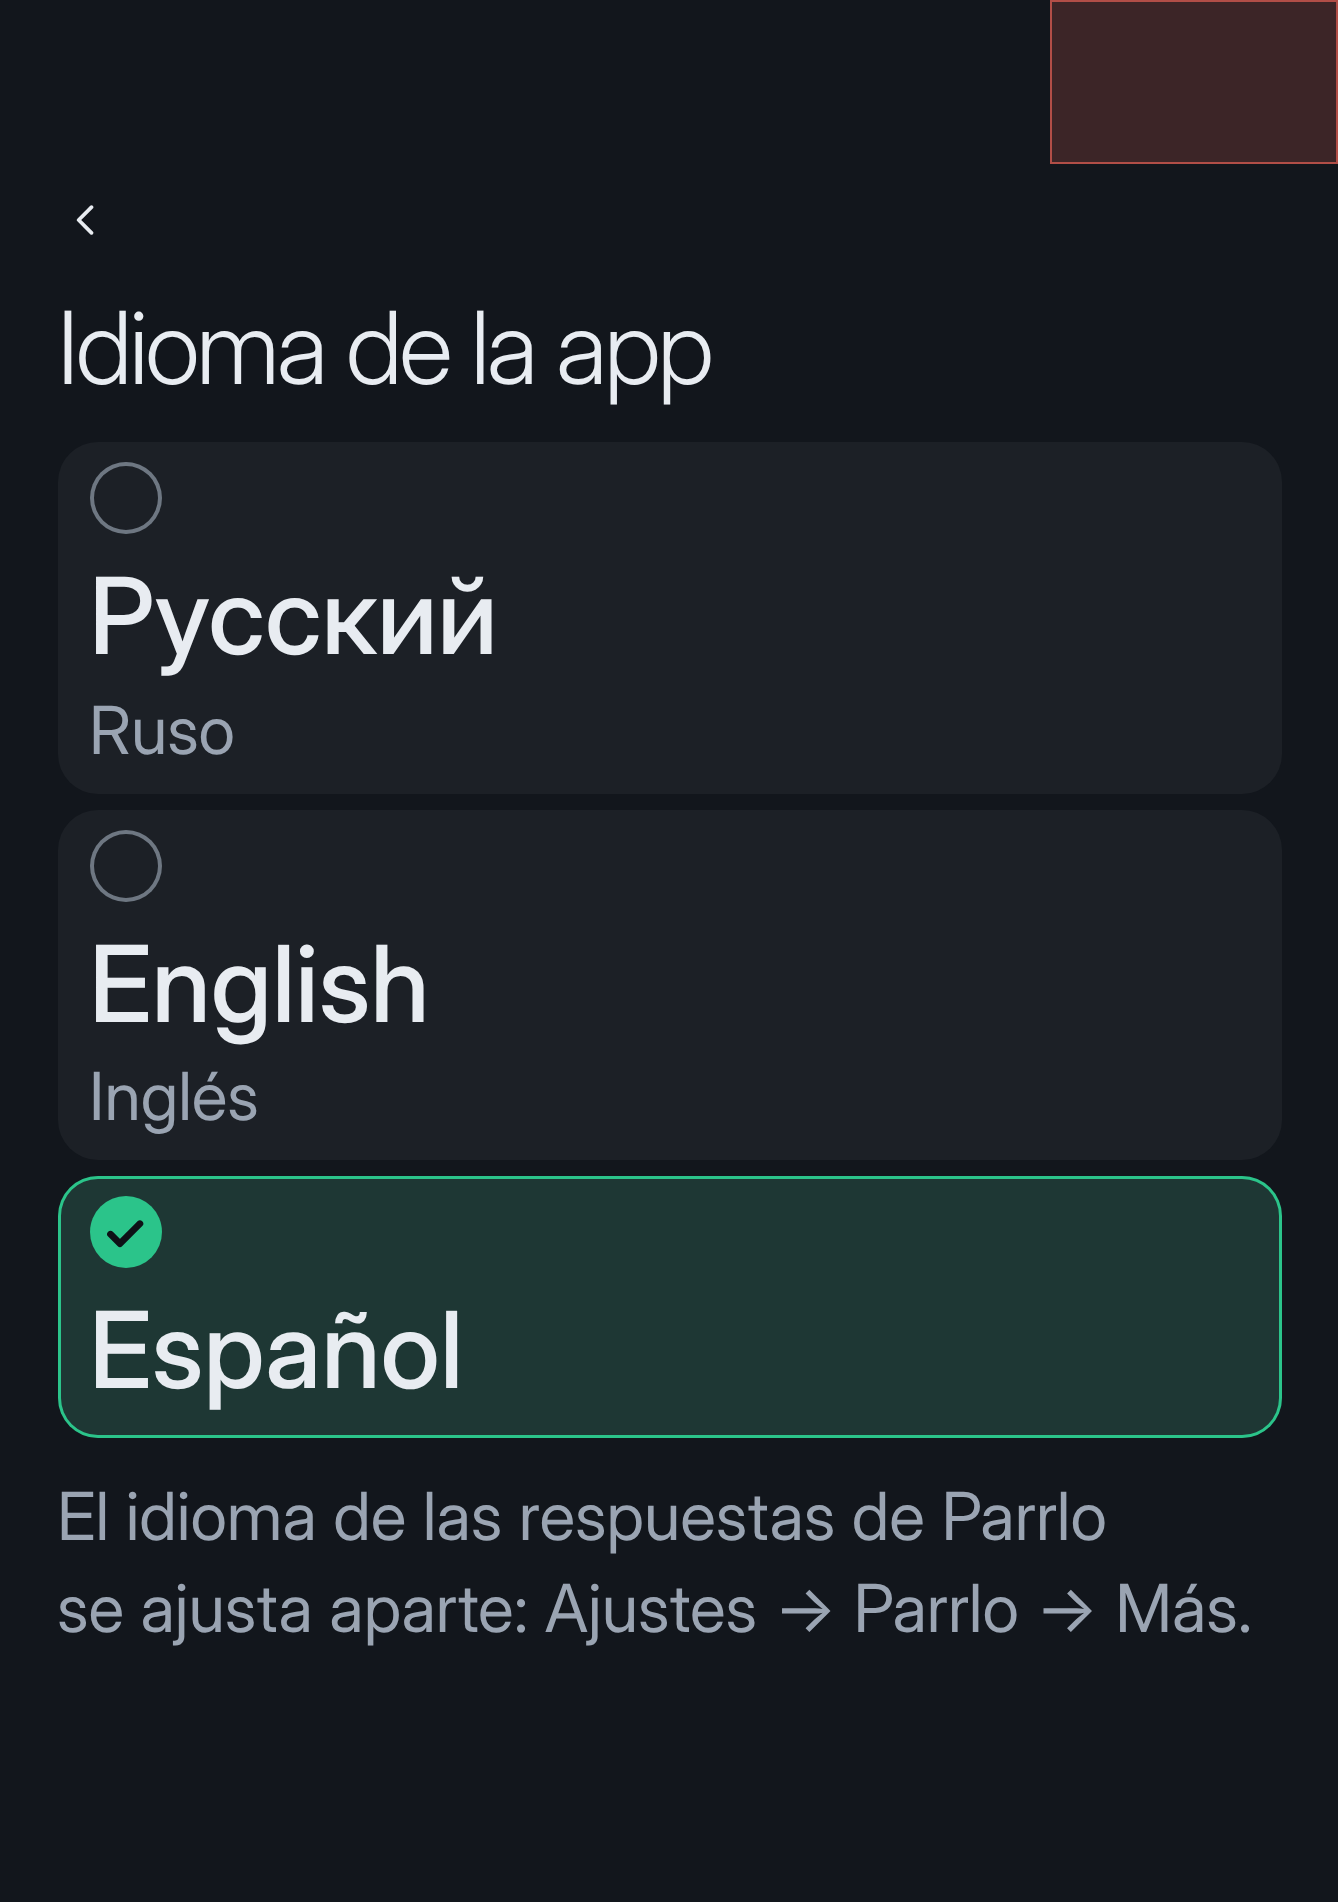 Idioma de la app
Русский
Ruso
English
Inglés
Español
El idioma de las respuestas de Parrlo
se ajusta aparte: Ajustes → Parrlo → Más.